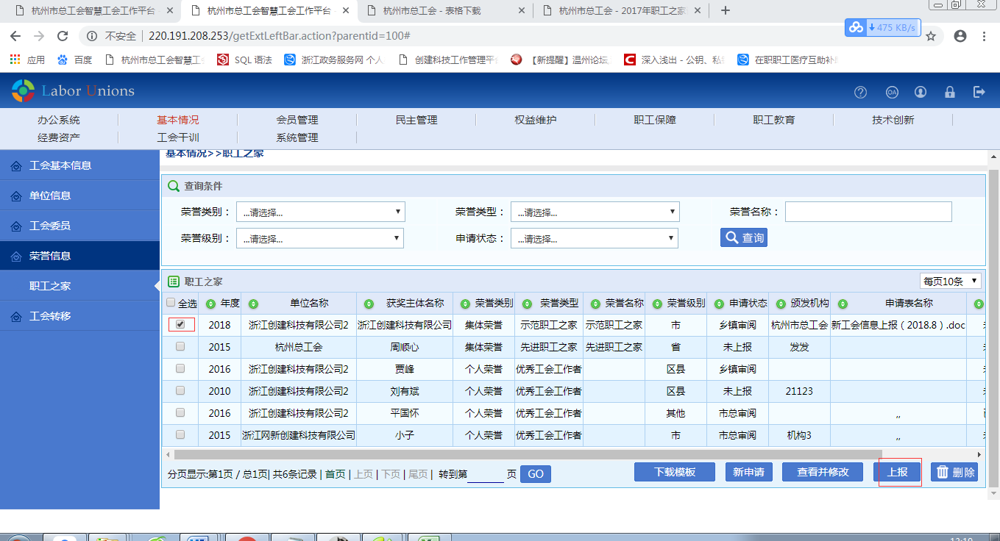 杭州市总工会智慧工会工作平台
杭州市总工会智慧工会工作平台
杭州市总工会 - 表格下载
杭州市总工会 - 2017年职工之家
不安全 | 220.191.208.253/getExtLeftBar.action?parentid=100#
475 KB/s
应用 百度 杭州市总工会智慧工 SQL 语法 浙江政务服务网 个人 创建科技工作管理平 【新提醒】温州论坛 深入浅出 - 公钥、私 在职职工医疗互助补
Labor Unions
OA
办公系统 基本情况 会员管理 民主管理 权益维护 职工保障 职工教育 技术创新
经费资产 工会干训 系统管理
工会基本信息
单位信息
工会委员
荣誉信息
职工之家
工会转移
基本情况>>职工之家
查询条件
荣誉类别： ...请选择... 荣誉类型： ...请选择... 荣誉名称：
荣誉级别： ...请选择... 申请状态： ...请选择... 查询
职工之家 每页10条
全选 年度 单位名称 获奖主体名称 荣誉类别 荣誉类型 荣誉名称 荣誉级别 申请状态 颁发机构 申请表名称
2018 浙江创建科技有限公司2 浙江创建科技有限公司 集体荣誉 示范职工之家 示范职工之家 市 乡镇审阅 杭州市总工会 新工会信息上报（2018.8）.doc
2015 杭州总工会 周顺心 集体荣誉 先进职工之家 先进职工之家 省 未上报 发发
2016 浙江创建科技有限公司2 贾峰 个人荣誉 优秀工会工作者 区县 乡镇审阅
2010 浙江创建科技有限公司2 刘有斌 个人荣誉 优秀工会工作者 区县 未上报 21123
2016 浙江创建科技有限公司2 平国怀 个人荣誉 优秀工会工作者 其他 市总审阅 ,,
2015 浙江网新创建科技有限公司 小子 个人荣誉 优秀工会工作者 市 市总审阅 机构3 ,,
分页显示:第1页 / 总1页| 共6条记录 | 首页 | 上页 | 下页 | 尾页 | 转到第 页 GO 下载模板 新申请 查看并修改 上报 删除